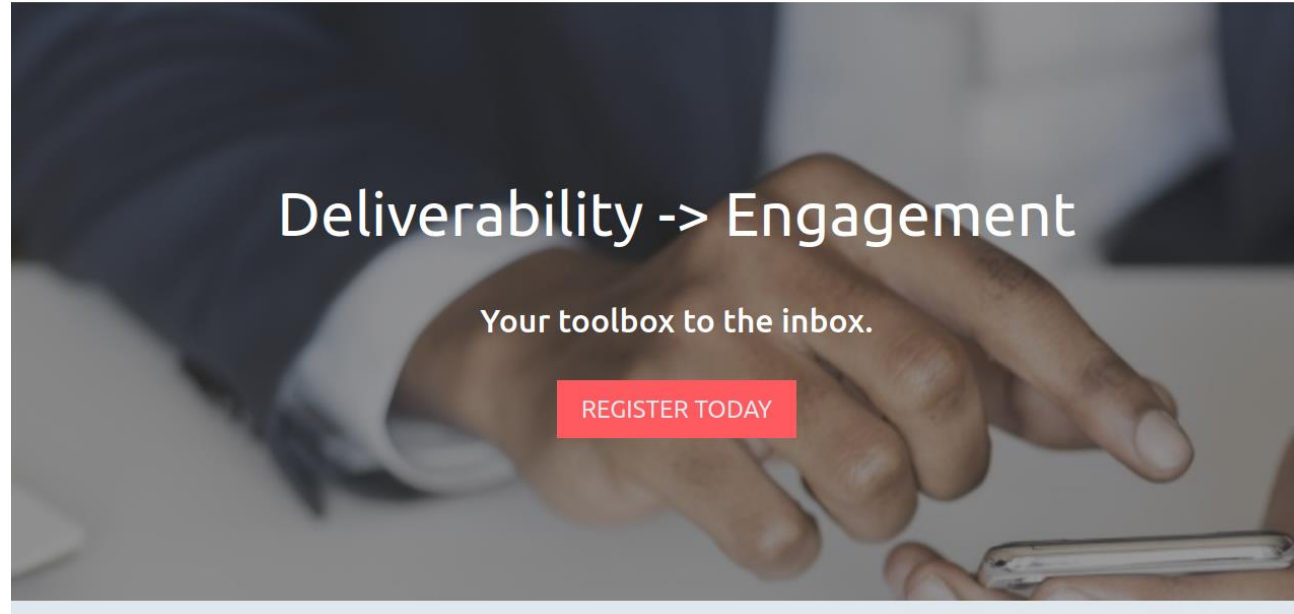 Deliverability -> Engagement
Your toolbox to the inbox.
REGISTER TODAY